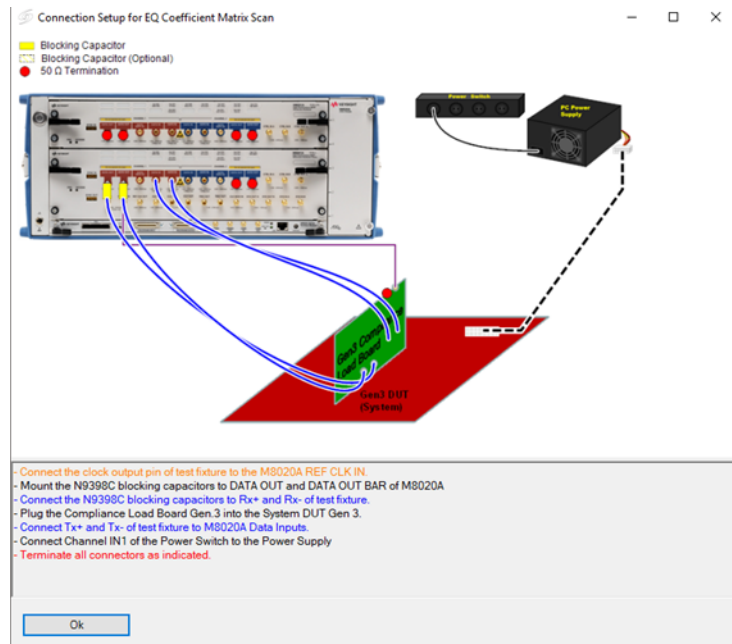 Connection Setup for EQ Coefficient Matrix Scan
Blocking Capacitor
Blocking Capacitor (Optional)
50 Ω Termination
Power Switch
PC Power
Supply
KEYSIGHT
Gen3 Compliance
Load Board
Gen3 DUT
(System)
- Connect the clock output pin of test fixture to the M8020A REF CLK IN.
- Mount the N9398C blocking capacitors to DATA OUT and DATA OUT BAR of M8020A
- Connect the N9398C blocking capacitors to Rx+ and Rx- of test fixture.
- Plug the Compliance Load Board Gen.3 into the System DUT Gen 3.
- Connect Tx+ and Tx- of test fixture to M8020A Data Inputs.
- Connect Channel IN1 of the Power Switch to the Power Supply
- Terminate all connectors as indicated.
Ok